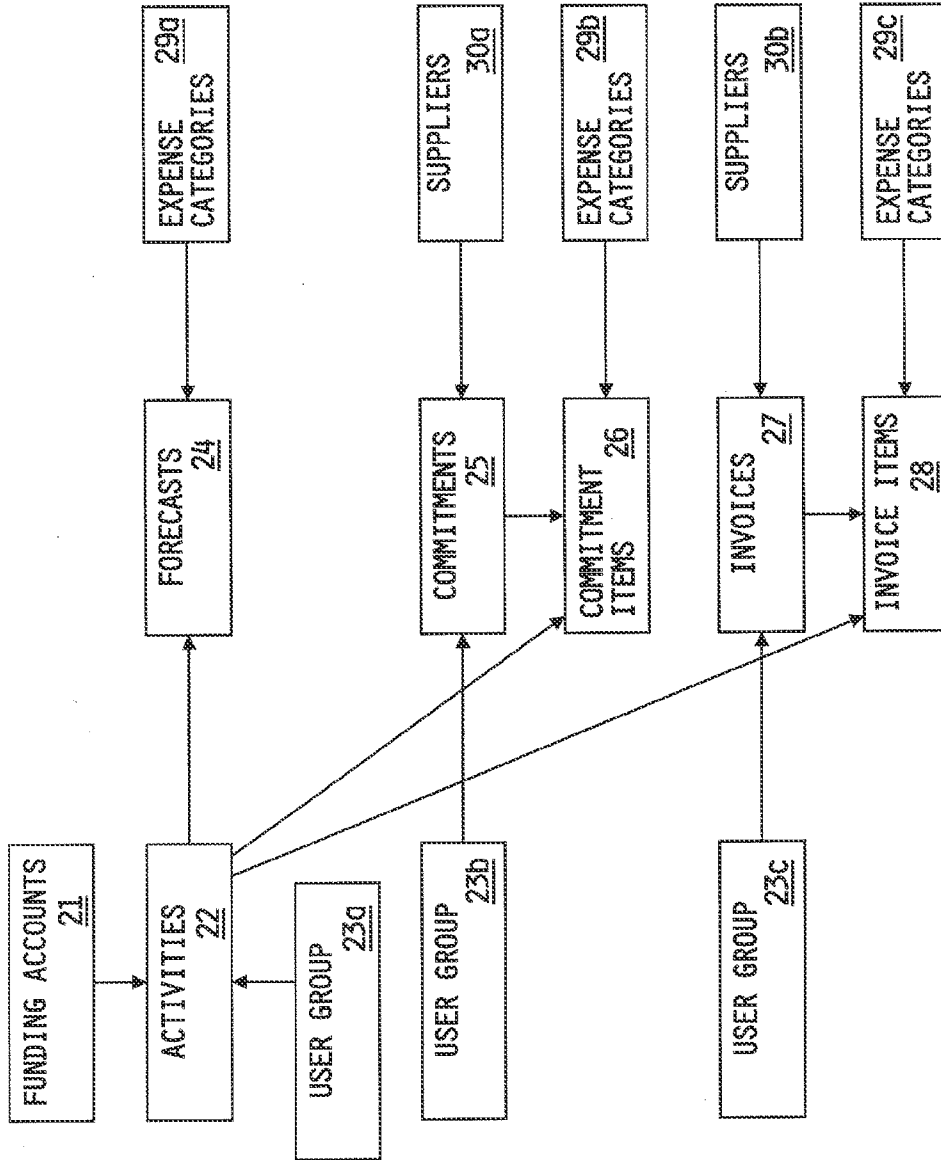 FUNDING ACCOUNTS
21
ACTIVITIES
22
USER GROUP
23a
USER GROUP
23b
USER GROUP
23c
FORECASTS
24
COMMITMENTS
25
COMMITMENT
ITEMS
26
INVOICES
27
INVOICE ITEMS
28
EXPENSE
CATEGORIES
29a
SUPPLIERS
30a
EXPENSE
CATEGORIES
29b
SUPPLIERS
30b
EXPENSE
CATEGORIES
29c